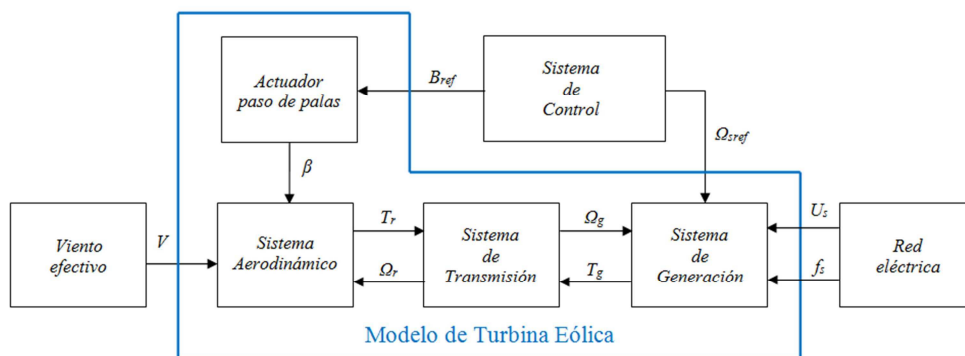 Actuador
paso de palas
Sistema
de
Control
Bref
Ωsref
β
Viento
efectivo
V
Sistema
Aerodinámico
Tr
Ωr
Sistema
de
Transmisión
Ωg
Tg
Sistema
de
Generación
Us
fs
Red
eléctrica
Modelo de Turbina Eólica